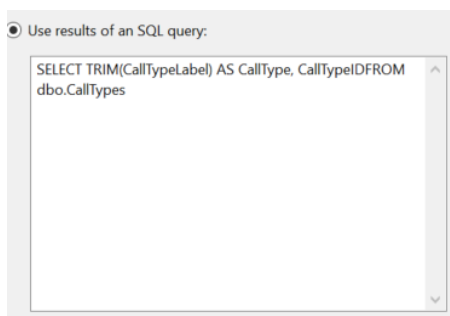 Use results of an SQL query:
SELECT TRIM(CallTypeLabel) AS CallType, CallTypeIDFROM
dbo.CallTypes